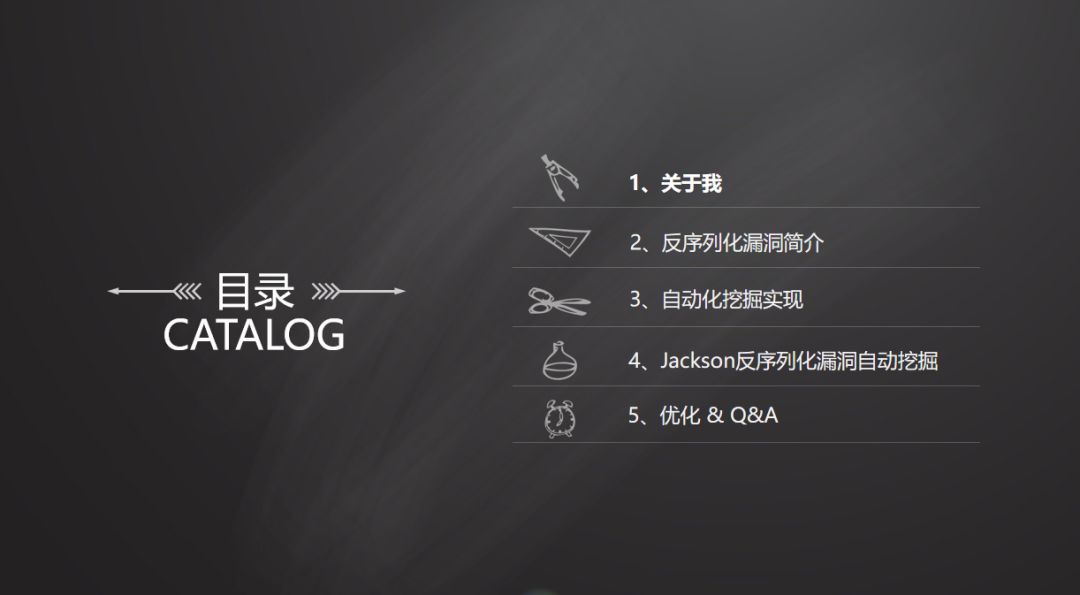 目录
CATALOG
1、关于我
2、反序列化漏洞简介
3、自动化挖掘实现
4、Jackson反序列化漏洞自动挖掘
5、优化 & Q&A